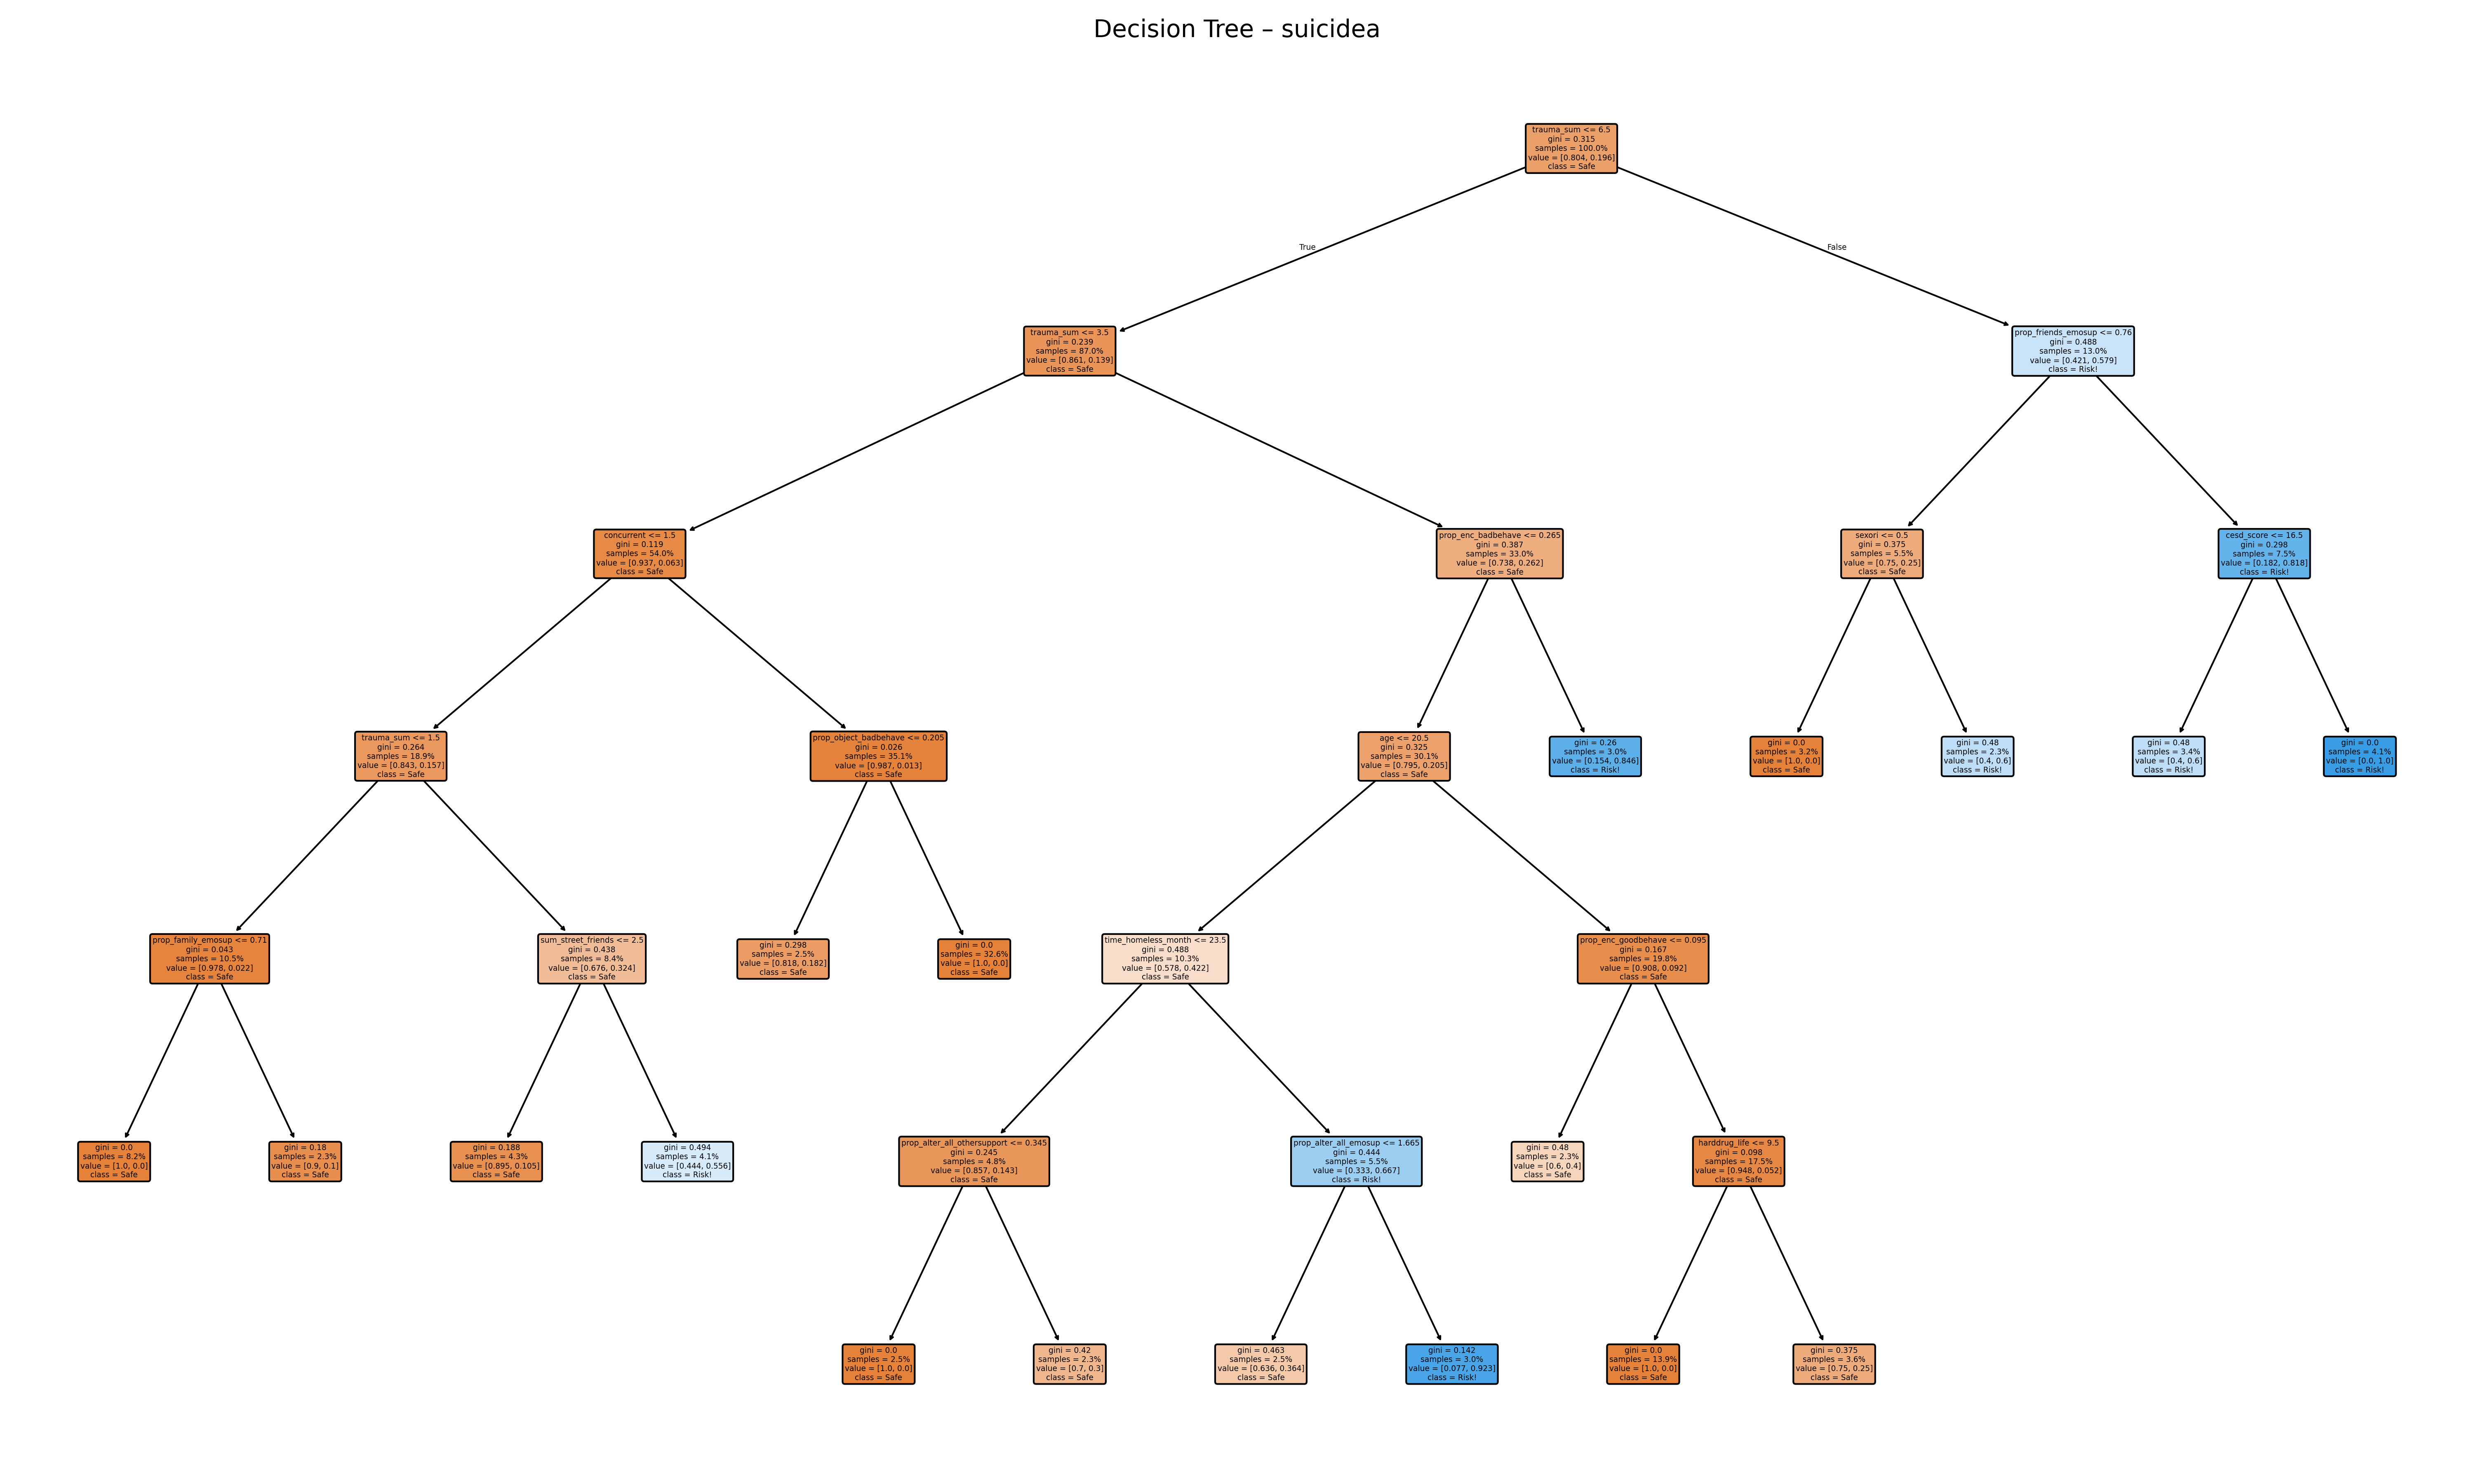 Decision Tree – suicidea
trauma_sum <= 6.5
gini = 0.315
samples = 100.0%
value = [0.804, 0.196]
class = Safe
True
False
trauma_sum <= 3.5
gini = 0.239
samples = 87.0%
value = [0.861, 0.139]
class = Safe
prop_friends_emosup <= 0.76
gini = 0.488
samples = 13.0%
value = [0.421, 0.579]
class = Risk!
concurrent <= 1.5
gini = 0.119
samples = 54.0%
value = [0.937, 0.063]
class = Safe
prop_enc_badbehave <= 0.265
gini = 0.387
samples = 33.0%
value = [0.738, 0.262]
class = Safe
sexori <= 0.5
gini = 0.375
samples = 5.5%
value = [0.75, 0.25]
class = Safe
cesd_score <= 16.5
gini = 0.298
samples = 7.5%
value = [0.182, 0.818]
class = Risk!
trauma_sum <= 1.5
gini = 0.264
samples = 18.9%
value = [0.843, 0.157]
class = Safe
prop_object_badbehave <= 0.205
gini = 0.026
samples = 35.1%
value = [0.987, 0.013]
class = Safe
age <= 20.5
gini = 0.325
samples = 30.1%
value = [0.795, 0.205]
class = Safe
gini = 0.26
samples = 3.0%
value = [0.154, 0.846]
class = Risk!
gini = 0.0
samples = 3.2%
value = [1.0, 0.0]
class = Safe
gini = 0.48
samples = 2.3%
value = [0.4, 0.6]
class = Risk!
gini = 0.48
samples = 3.4%
value = [0.4, 0.6]
class = Risk!
gini = 0.0
samples = 4.1%
value = [0.0, 1.0]
class = Risk!
prop_family_emosup <= 0.71
gini = 0.043
samples = 10.5%
value = [0.978, 0.022]
class = Safe
sum_street_friends <= 2.5
gini = 0.438
samples = 8.4%
value = [0.676, 0.324]
class = Safe
gini = 0.298
samples = 2.5%
value = [0.818, 0.182]
class = Safe
gini = 0.0
samples = 32.6%
value = [1.0, 0.0]
class = Safe
time_homeless_month <= 23.5
gini = 0.488
samples = 10.3%
value = [0.578, 0.422]
class = Safe
prop_enc_goodbehave <= 0.095
gini = 0.167
samples = 19.8%
value = [0.908, 0.092]
class = Safe
gini = 0.0
samples = 8.2%
value = [1.0, 0.0]
class = Safe
gini = 0.18
samples = 2.3%
value = [0.9, 0.1]
class = Safe
gini = 0.188
samples = 4.3%
value = [0.895, 0.105]
class = Safe
gini = 0.494
samples = 4.1%
value = [0.444, 0.556]
class = Risk!
prop_alter_all_othersupport <= 0.345
gini = 0.245
samples = 4.8%
value = [0.857, 0.143]
class = Safe
prop_alter_all_emosup <= 1.665
gini = 0.444
samples = 5.5%
value = [0.333, 0.667]
class = Risk!
gini = 0.48
samples = 2.3%
value = [0.6, 0.4]
class = Safe
harddrug_life <= 9.5
gini = 0.098
samples = 17.5%
value = [0.948, 0.052]
class = Safe
gini = 0.0
samples = 2.5%
value = [1.0, 0.0]
class = Safe
gini = 0.42
samples = 2.3%
value = [0.7, 0.3]
class = Safe
gini = 0.463
samples = 2.5%
value = [0.636, 0.364]
class = Safe
gini = 0.142
samples = 3.0%
value = [0.077, 0.923]
class = Risk!
gini = 0.0
samples = 13.9%
value = [1.0, 0.0]
class = Safe
gini = 0.375
samples = 3.6%
value = [0.75, 0.25]
class = Safe